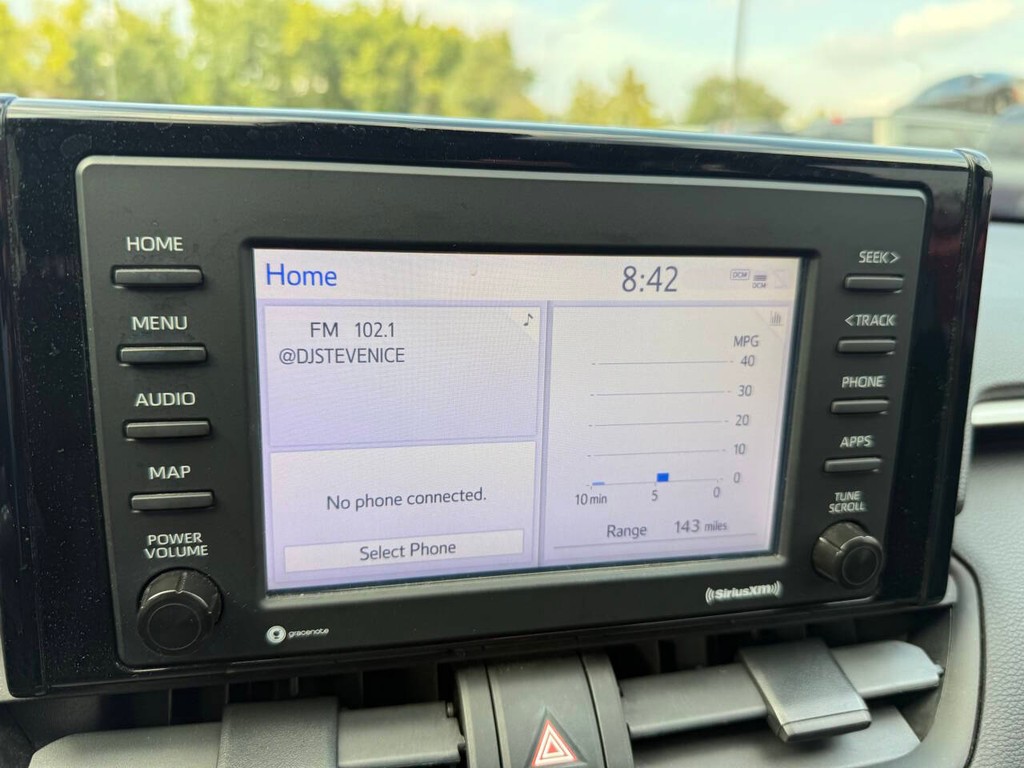 HOME
MENU
AUDIO
MAP
POWER
VOLUME
Home
8:42
DCM
DCM
FM 102.1
@DJSTEVENICE
No phone connected.
Select Phone
MPG
40
30
20
10
0
10 min 5 0
Range 143 miles
SEEK>
<TRACK
PHONE
APPS
TUNE
SCROLL
gracenote
((SiriusXM))